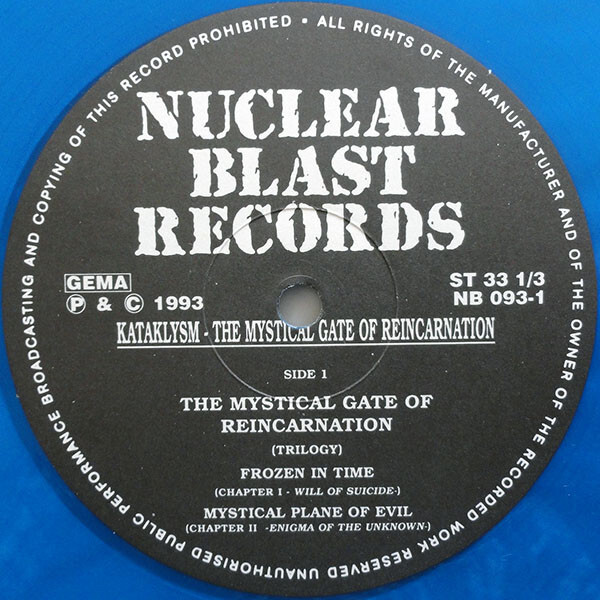 ALL RIGHTS OF THE MANUFACTURER AND OF THE OWNER OF THE RECORDED WORK RESERVED UNAUTHORISED PUBLIC PERFORMANCE BROADCASTING AND COPYING OF THIS RECORD PROHIBITED •
NUCLEAR
BLAST
RECORDS
GEMA
ST 33 1/3
Ⓟ & © 1993
NB 093-1
KATAKLYSM - THE MYSTICAL GATE OF REINCARNATION
SIDE 1
THE MYSTICAL GATE OF
REINCARNATION
(TRILOGY)
FROZEN IN TIME
(CHAPTER I - WILL OF SUICIDE-)
MYSTICAL PLANE OF EVIL
(CHAPTER II -ENIGMA OF THE UNKNOWN-)